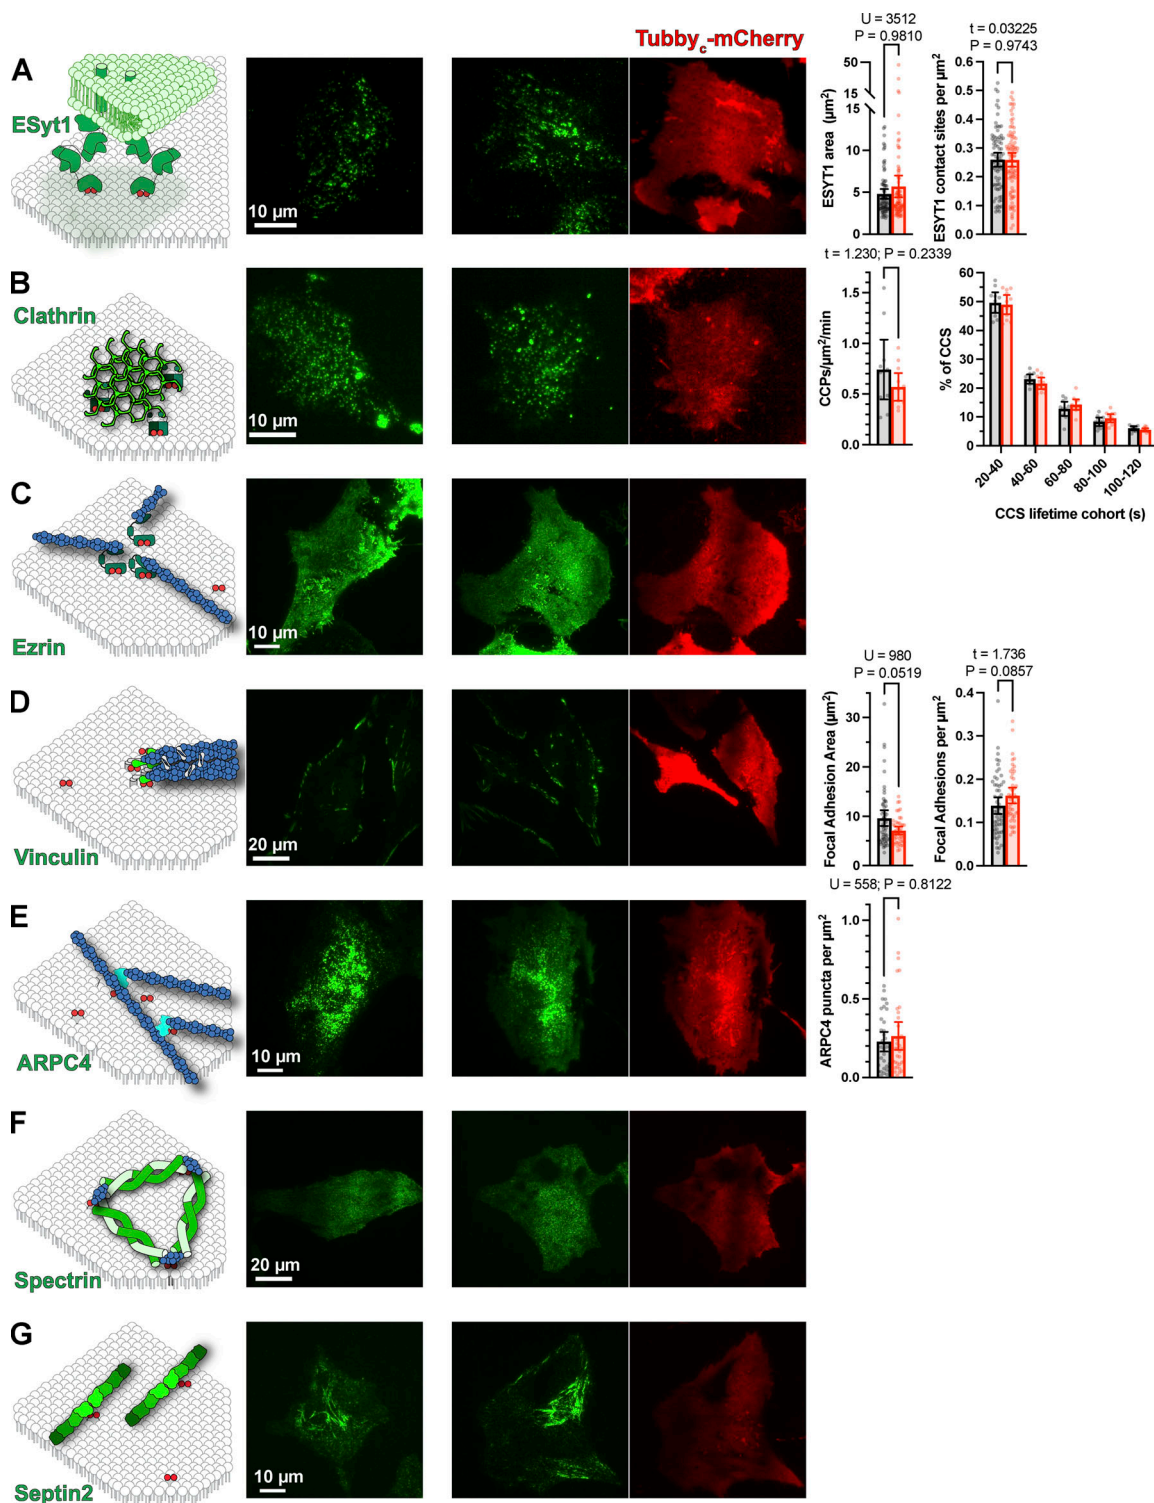 Tubbyc-mCherry
A
ESyt1
10 µm
U = 3512
P = 0.9810
ESYT1 area (µm²)
50
15
15
10
5
0
t = 0.03225
P = 0.9743
ESYT1 contact sites per µm²
0.6
0.5
0.4
0.3
0.2
0.1
0.0
B
Clathrin
10 µm
t = 1.230; P = 0.2339
CCPs/µm²/min
1.5
1.0
0.5
0.0
% of CCS
60
50
40
30
20
10
0
20-40
40-60
60-80
80-100
100-120
CCS lifetime cohort (s)
C
Ezrin
10 µm
D
Vinculin
20 µm
U = 980
P = 0.0519
Focal Adhesion Area (µm²)
30
20
10
0
t = 1.736
P = 0.0857
Focal Adhesions per µm²
0.4
0.3
0.2
0.1
0.0
E
ARPC4
10 µm
U = 558; P = 0.8122
ARPC4 puncta per µm²
1.0
0.5
0.0
F
Spectrin
20 µm
G
Septin2
10 µm